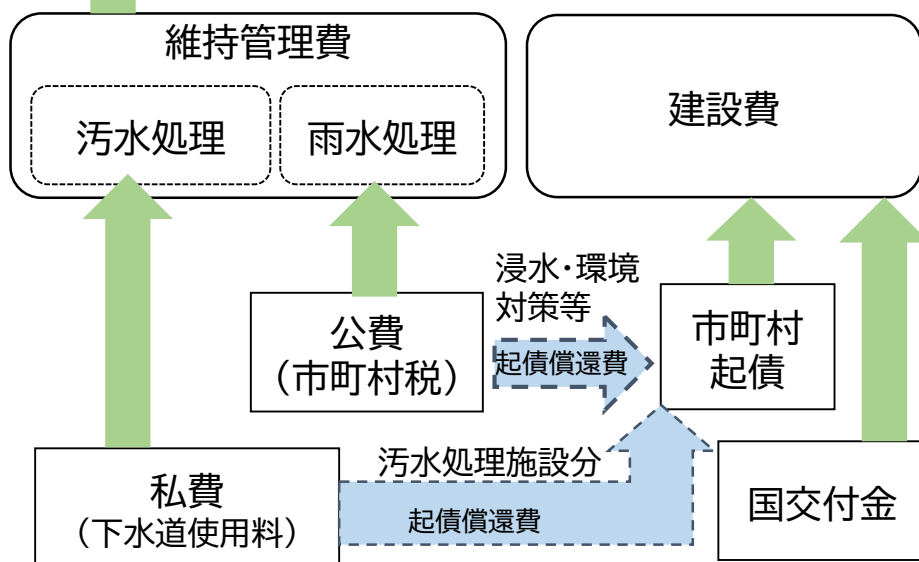 維持管理費
汚水処理
雨水処理
建設費
浸水・環境
対策等
公費
（市町村税）
起債償還費
市町村
起債
私費
（下水道使用料）
汚水処理施設分
起債償還費
国交付金